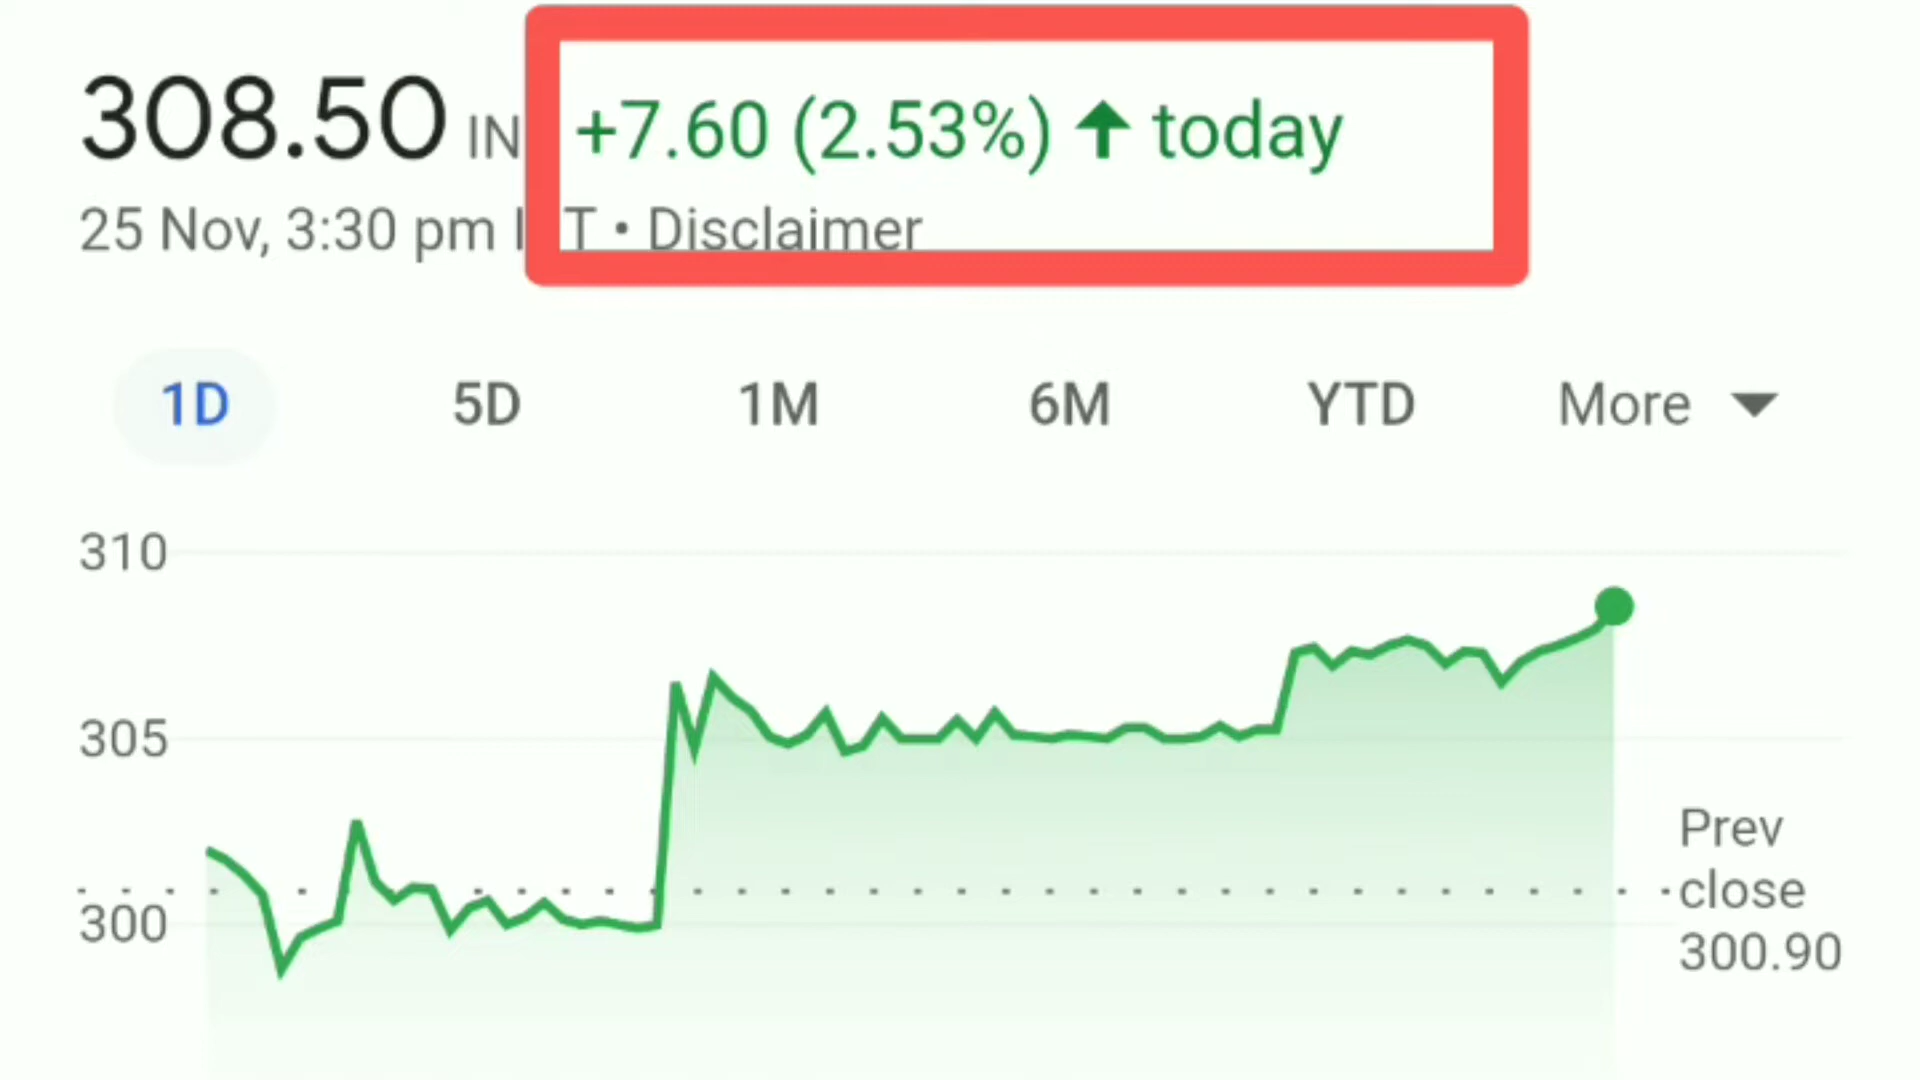 308.50 IN +7.60 (2.53%) ↑ today
25 Nov, 3:30 pm T • Disclaimer
1D 5D 1M 6M YTD More
310
305
300
Prev
close
300.90